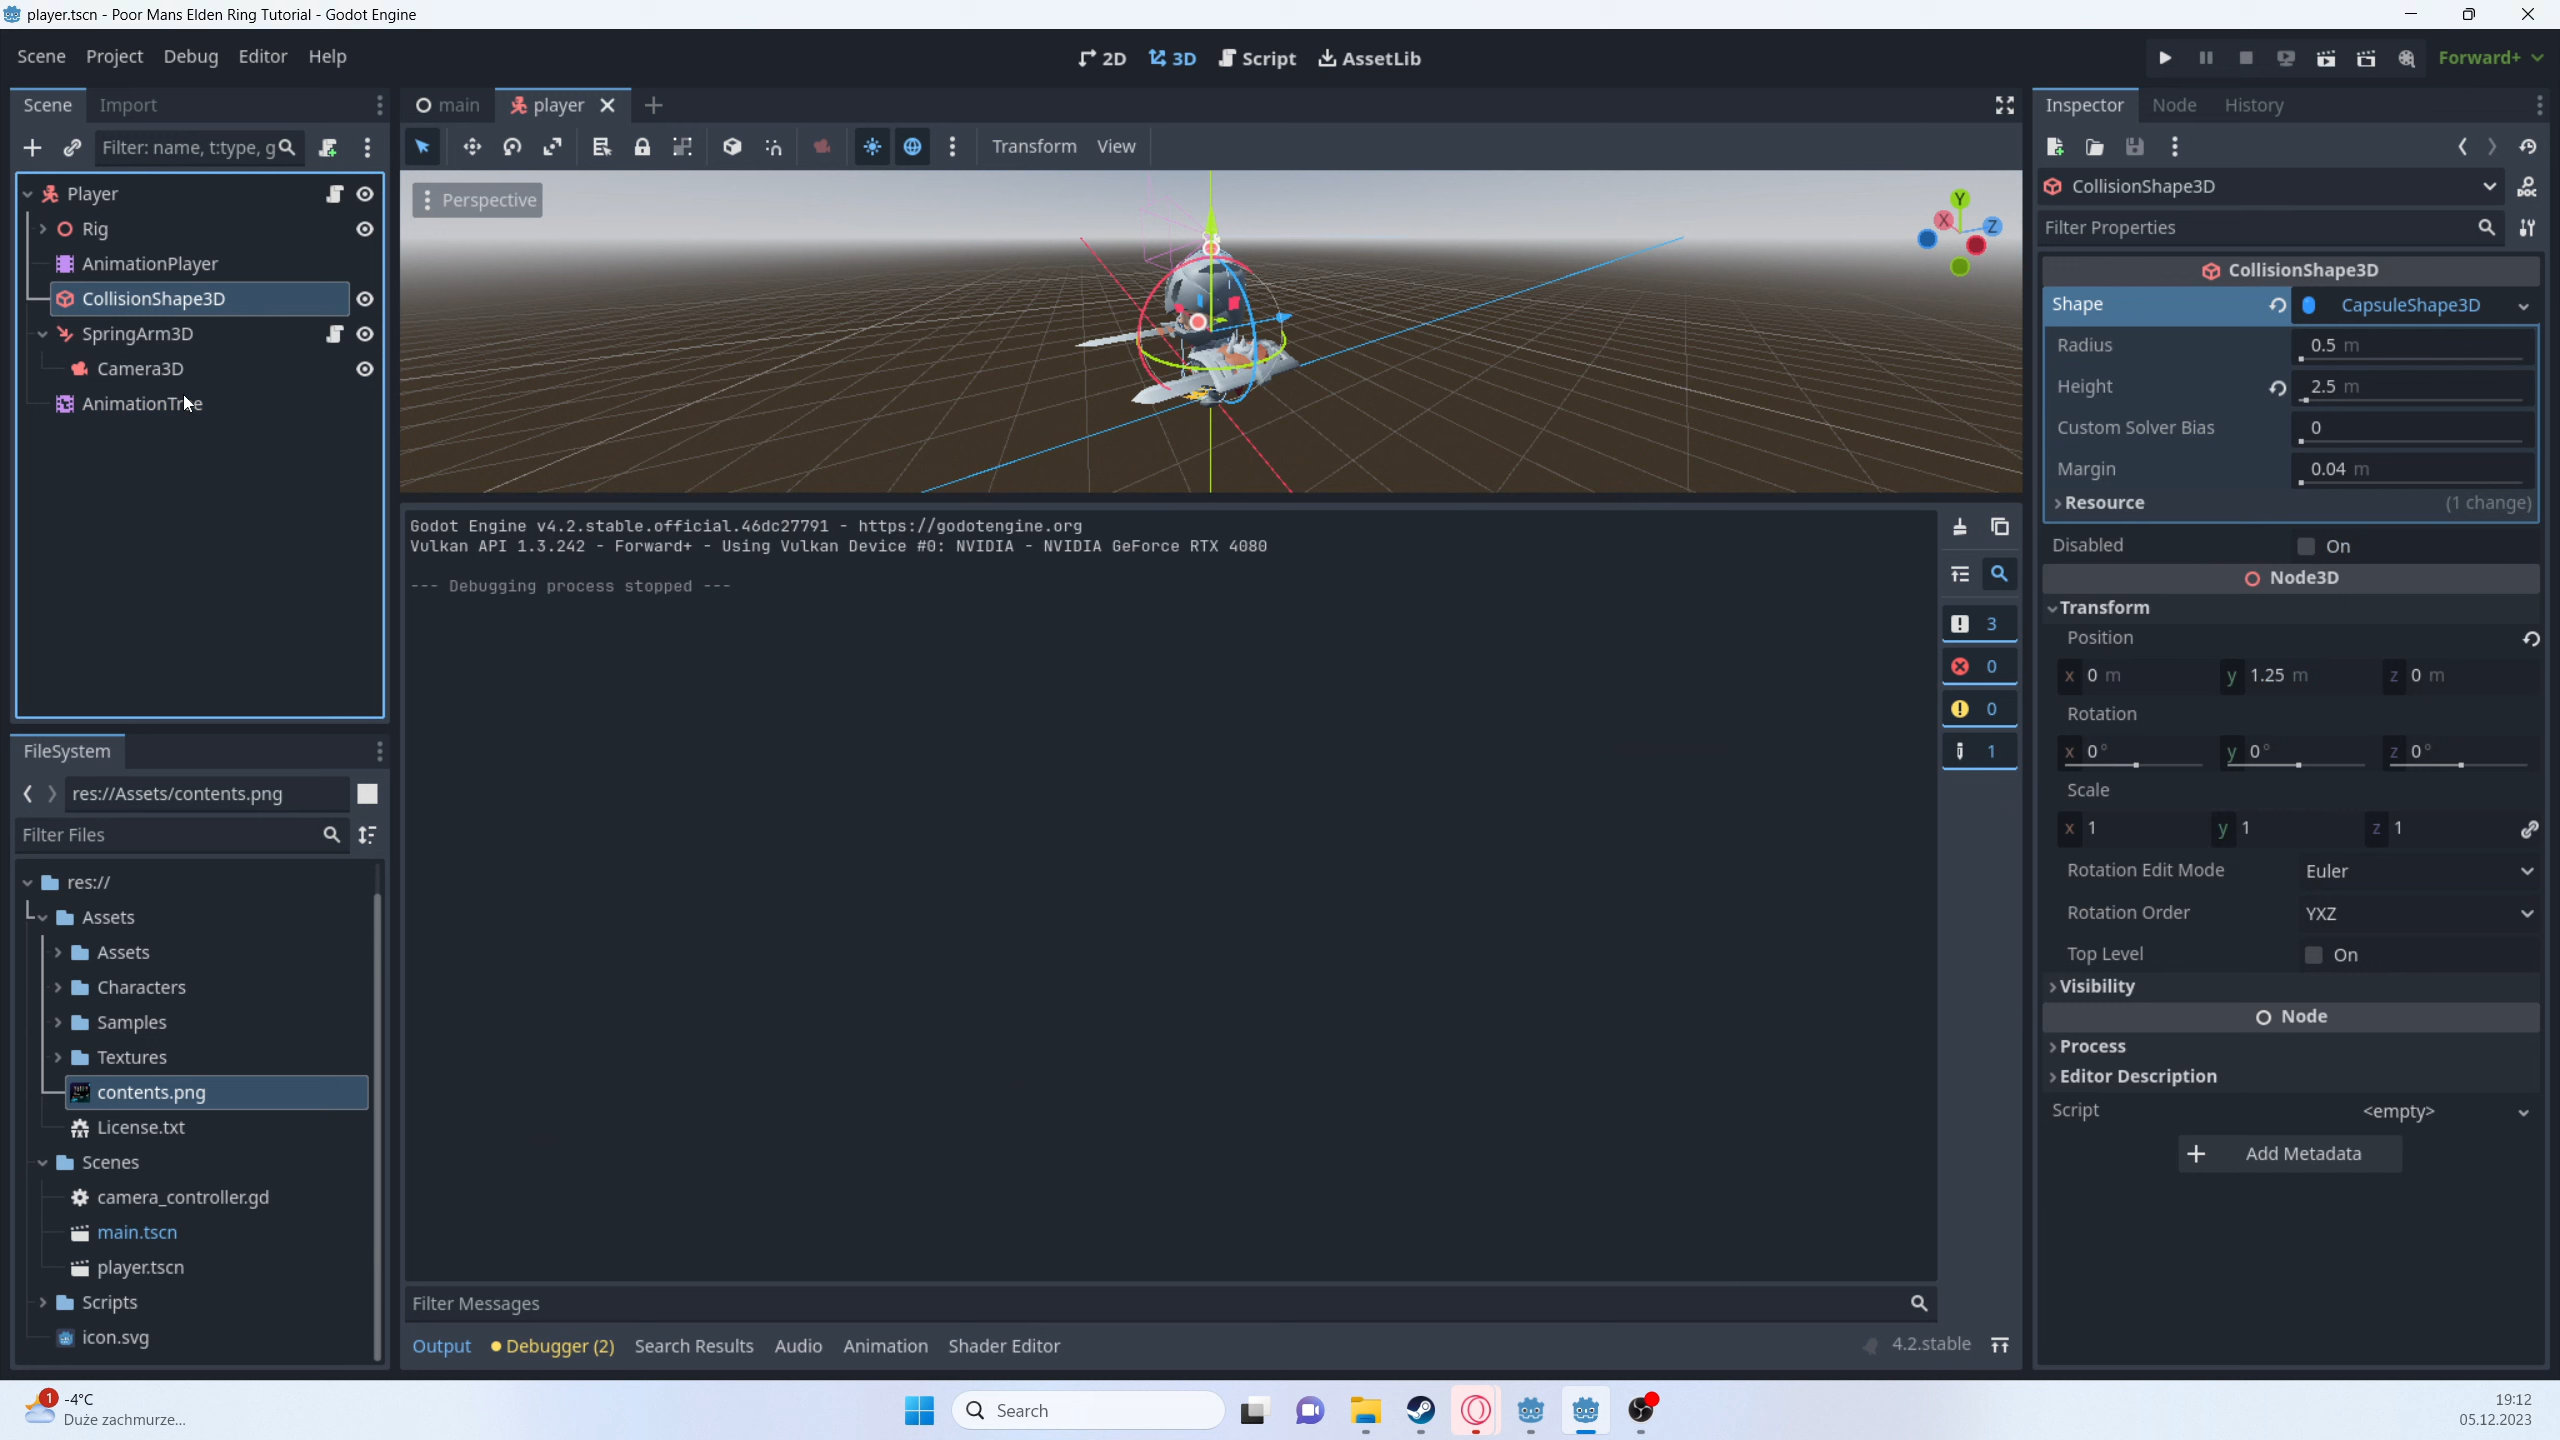 player.tscn - Poor Mans Elden Ring Tutorial - Godot Engine
Scene Project Debug Editor Help
2D 3D Script AssetLib
Forward+
Scene Import
Filter: name, t:type, g
Player
Rig
AnimationPlayer
CollisionShape3D
SpringArm3D
Camera3D
AnimationTree
FileSystem
res://Assets/contents.png
Filter Files
res://
Assets
Assets
Characters
Samples
Textures
contents.png
License.txt
Scenes
camera_controller.gd
main.tscn
player.tscn
Scripts
icon.svg
main player
Transform View
Perspective
Y
X
Z
Godot Engine v4.2.stable.official.46dc27791 - https://godotengine.org
Vulkan API 1.3.242 - Forward+ - Using Vulkan Device #0: NVIDIA - NVIDIA GeForce RTX 4080
--- Debugging process stopped ---
3
0
0
1
Filter Messages
Output Debugger (2) Search Results Audio Animation Shader Editor
4.2.stable
Inspector Node History
CollisionShape3D
Filter Properties
CollisionShape3D
Shape CapsuleShape3D
Radius 0.5 m
Height 2.5 m
Custom Solver Bias 0
Margin 0.04 m
Resource (1 change)
Disabled On
Node3D
Transform
Position
x 0 m y 1.25 m z 0 m
Rotation
x 0° y 0° z 0°
Scale
x 1 y 1 z 1
Rotation Edit Mode Euler
Rotation Order YXZ
Top Level On
Visibility
Node
Process
Editor Description
Script <empty>
Add Metadata
1
-4°C
Duże zachmurze...
Search
19:12
05.12.2023